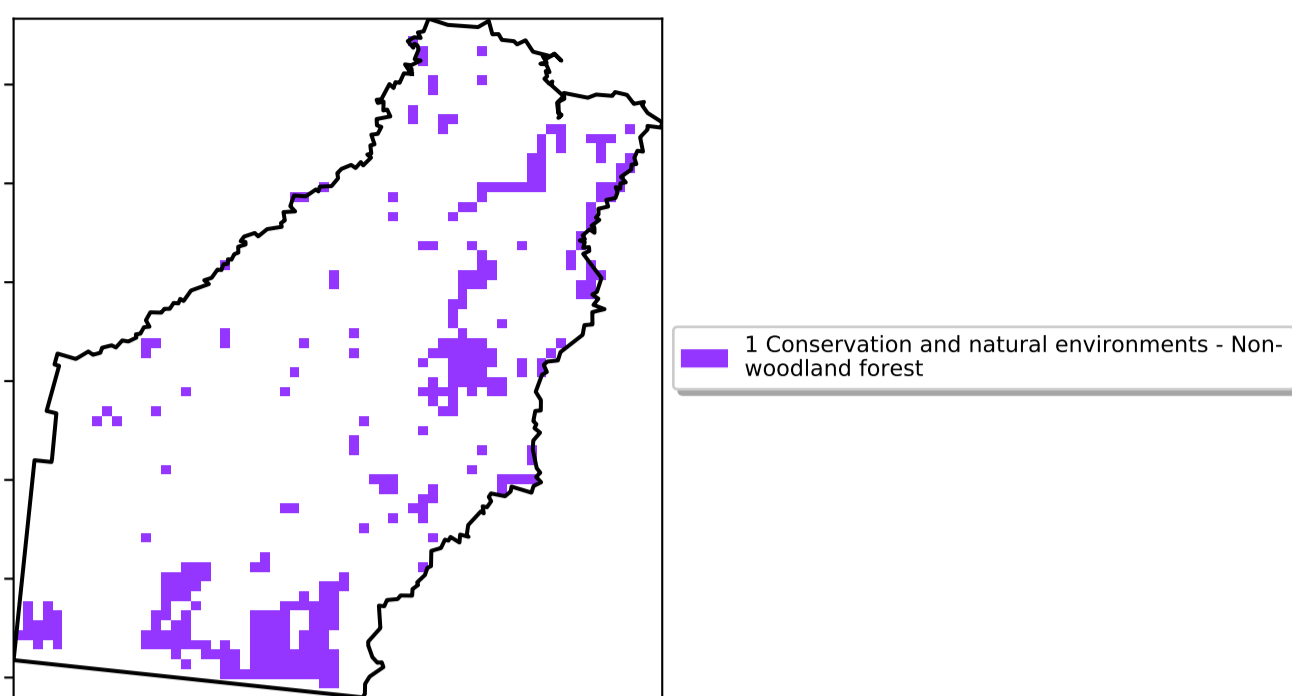 1 Conservation and natural environments - Non-
woodland forest